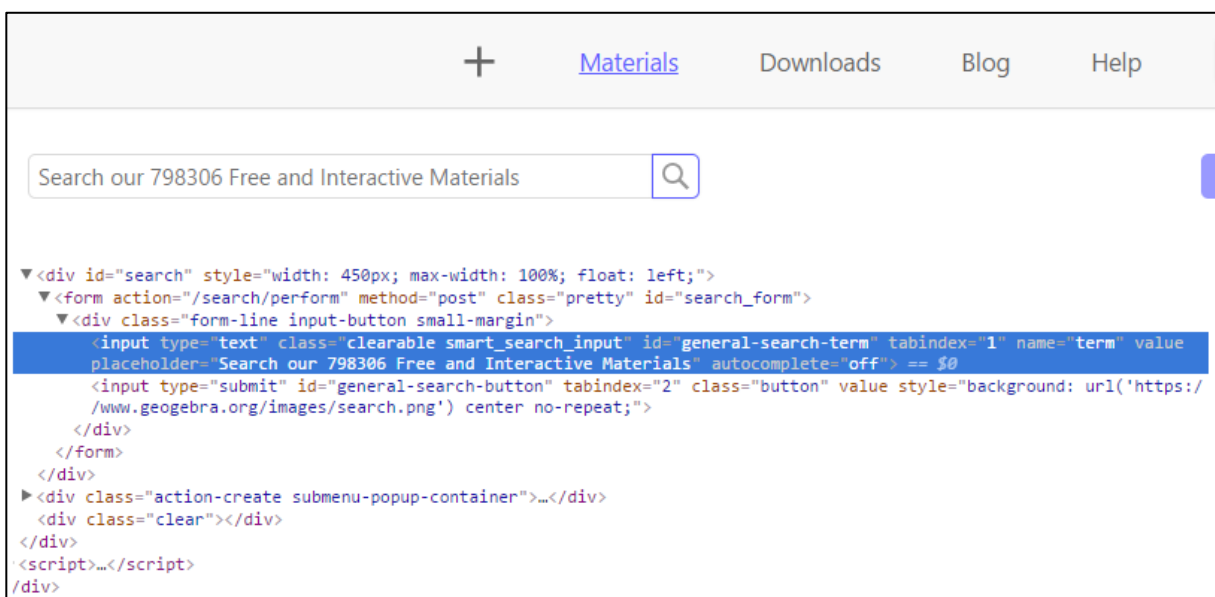 + Materials Downloads Blog Help
Search our 798306 Free and Interactive Materials
▼<div id="search" style="width: 450px; max-width: 100%; float: left;">
▼<form action="/search/perform" method="post" class="pretty" id="search_form">
▼<div class="form-line input-button small-margin">
<input type="text" class="clearable smart_search_input" id="general-search-term" tabindex="1" name="term" value
placeholder="Search our 798306 Free and Interactive Materials" autocomplete="off"> == $0
<input type="submit" id="general-search-button" tabindex="2" class="button" value style="background: url('https:/
/www.geogebra.org/images/search.png') center no-repeat;">
</div>
</form>
</div>
▶<div class="action-create submenu-popup-container">…</div>
<div class="clear"></div>
</div>
<script>…</script>
/div>